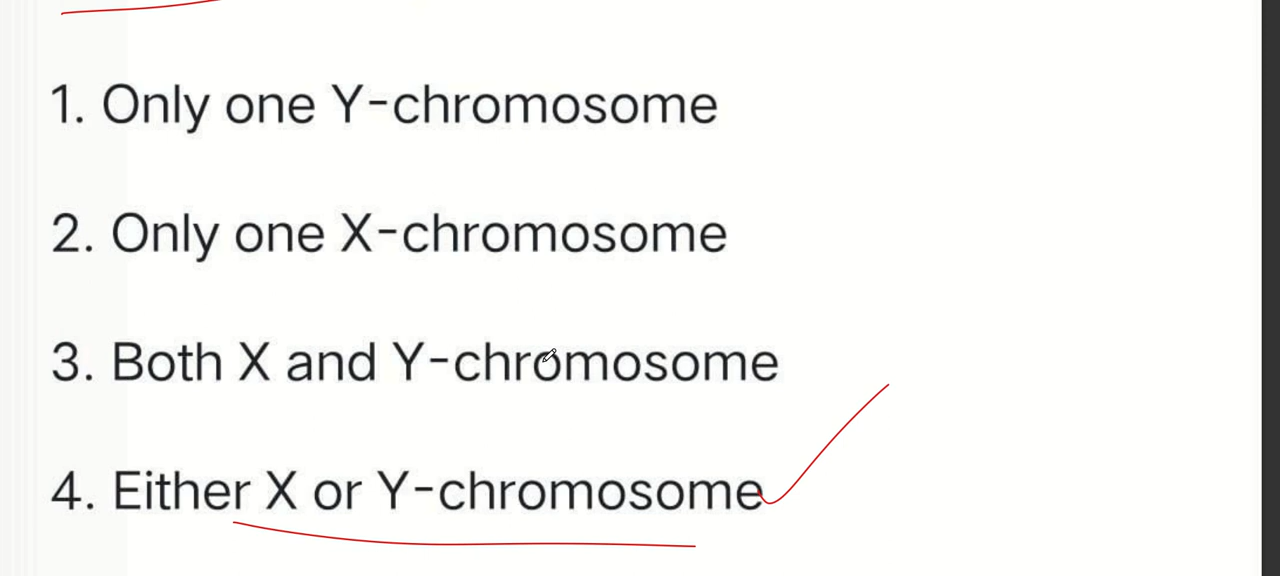 1. Only one Y-chromosome
2. Only one X-chromosome
3. Both X and Y-chromosome
4. Either X or Y-chromosome